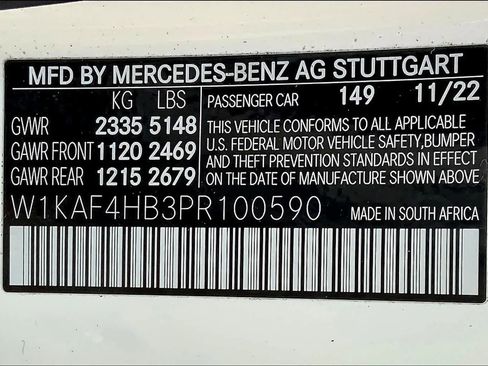 MFD BY MERCEDES-BENZ AG STUTTGART
KG LBS PASSENGER CAR 149 11/22
GVWR 2335 5148
GAWR FRONT 1120 2469
GAWR REAR 1215 2679
THIS VEHICLE CONFORMS TO ALL APPLICABLE
U.S. FEDERAL MOTOR VEHICLE SAFETY, BUMPER
AND THEFT PREVENTION STANDARDS IN EFFECT
ON THE DATE OF MANUFACTURE SHOWN ABOVE
W1KAF4HB3PR100590 MADE IN SOUTH AFRICA